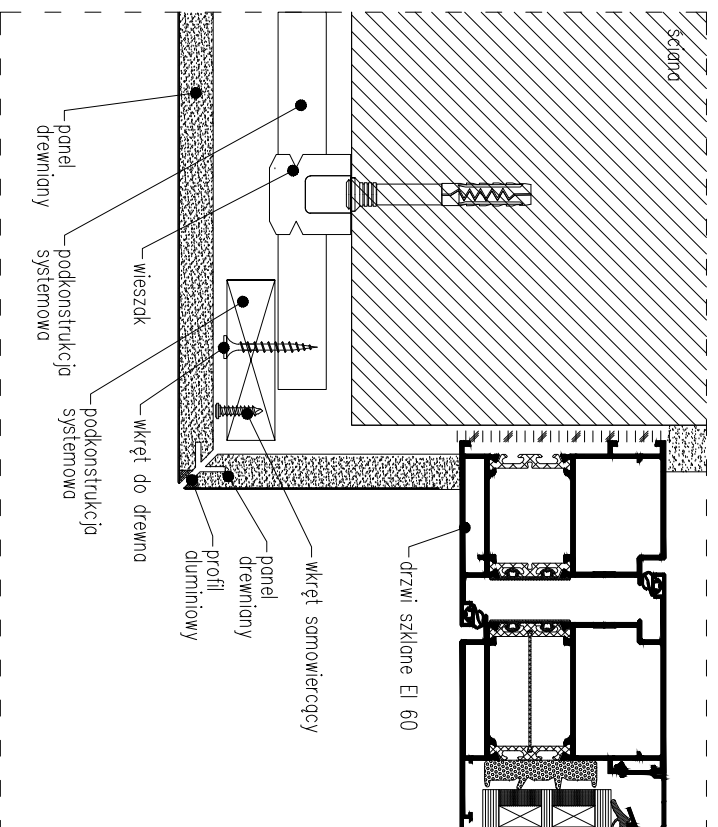 ściana
drzwi szklane EI 60
wkręt samowiercący
panel
drewniany
profil
aluminiowy
wkręt do drewna
podkonstrukcja
systemowa
wieszak
podkonstrukcja
systemowa
panel
drewniany